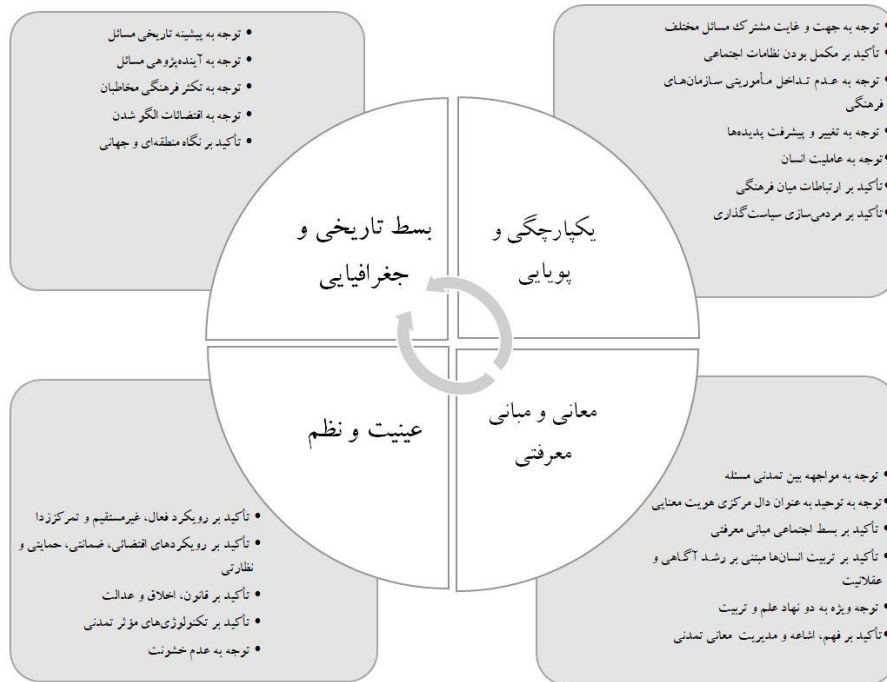 • توجه به جهت و غایت مشترک مسائل مختلف
• تأکید بر مکمل بودن نظامات اجتماعی
• توجه به عدم تداخل مأموریتی سازمان‌های
فرهنگی
• توجه به تغییر و پیشرفت پدیده‌ها
توجه به عاملیت انسان
• تأکید بر ارتباطات میان فرهنگی
• تأکید بر مردمی‌سازی سیاست‌گذاری
یکپارچگی و
پویایی
• توجه به پیشینه تاریخی مسائل
• توجه به آینده‌پژوهی مسائل
• توجه به تکثر فرهنگی مخاطبان
• توجه به اقتضائات الگو شدن
• تأکید بر نگاه منطقه‌ای و جهانی
بسط تاریخی و
جغرافیایی
معانی و مبانی
معرفتی
• توجه به مواجهه بین تمدنی مسئله
• توجه به توحید به عنوان دال مرکزی هویت معنایی
• تأکید بر بسط اجتماعی مبانی معرفتی
• تأکید بر تربیت انسان‌ها مبتنی بر رشد آگاهی و
عقلانیت
• توجه ویژه به دو نهاد علم و تربیت
• تأکید بر فهم، اشاعه و مدیریت معانی تمدنی
عینیت و نظم
• تأکید بر رویکرد فعال، غیرمستقیم و تمرکززدا
• تأکید بر رویکردهای اقتضائی، ضمانتی، حمایتی و
نظارتی
• تأکید بر قانون، اخلاق و عدالت
• تأکید بر تکنولوژی‌های مؤثر تمدنی
• توجه به عدم خشونت